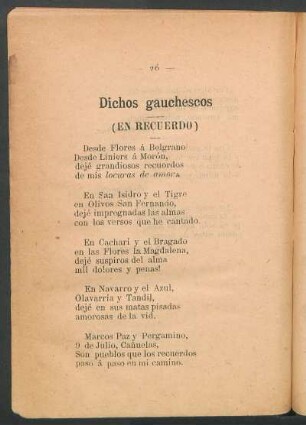 26 —
Dichos gauchescos
(EN RECUERDO)
Desde Flores á Belgrano
Desde Liniers á Morón,
dejé grandiosos recuerdos
de mis locuras de amor.
En San Isidro y el Tigre
en Olivos San Fernando,
dejé impregnadas las almas
con los versos que he cantado.
En Cacharí y el Bragado
en las Flores la Magdalena,
dejé suspiros del alma
mil dolores y penas!
En Navarro y el Azul,
Olavarría y Tandil,
dejé en sus matas pisadas
amorosas de la vid.
Marcos Paz y Pergamino,
9 de Julio, Cañuelas,
Son pueblos que los recuerdos
paso á paso en mi camino.